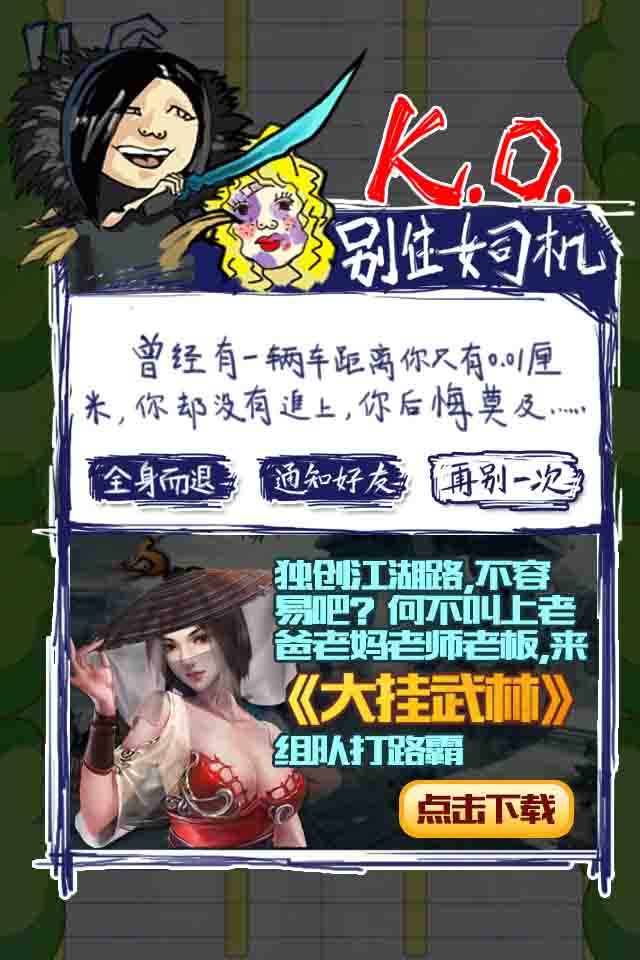 K.O.
别住女司机
曾经有一辆车距离你只有0.01厘
米,你却没有追上,你后悔莫及……
全身而退
通知好友
再别一次
独创江湖路,不容
易吧?何不叫上老
爸老妈老师老板,来
《大挂武林》
组队打路霸
点击下载